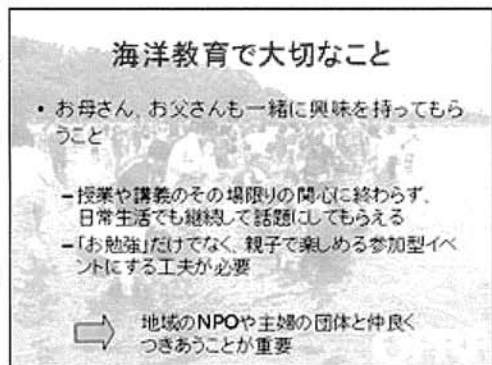 海洋教育で大切なこと
• お母さん、お父さんも一緒に興味を持ってもら
うこと
–授業や講義のその場限りの関心に終わらず、
日常生活でも継続して話題にしてもらえる
–「お勉強」だけでなく、親子で楽しめる参加型イベ
ントにする工夫が必要
地域のNPOや主婦の団体と仲良く
つきあうことが重要